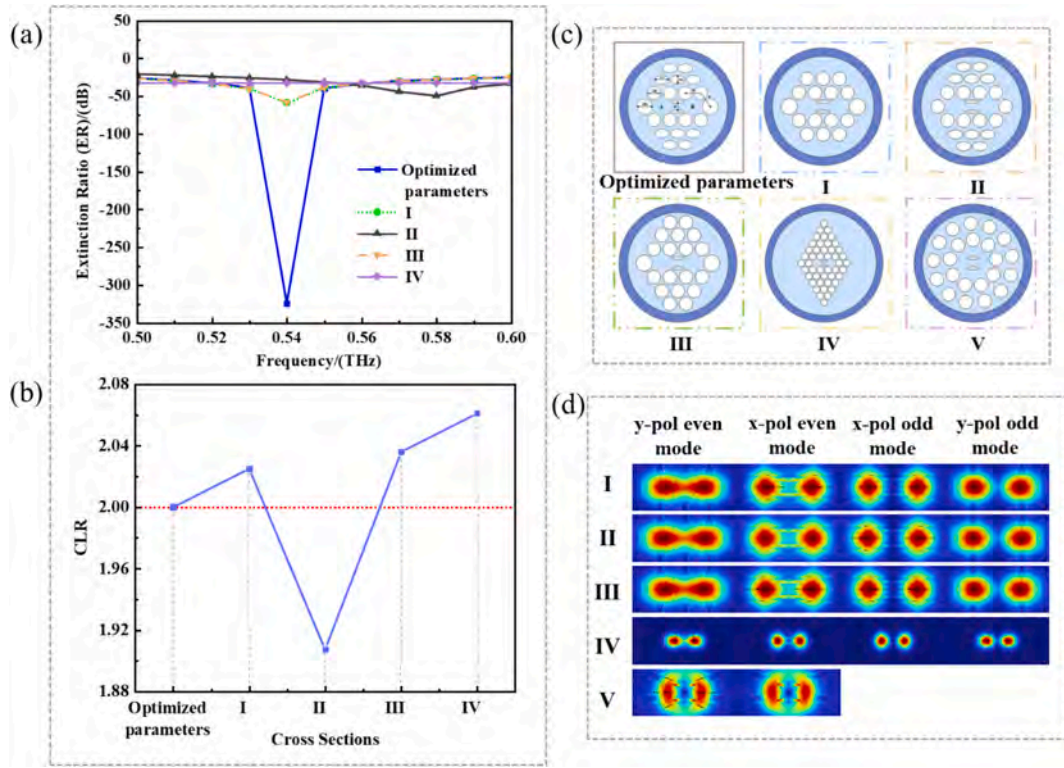 (a)
50
0
-50
-100
-150
-200
-250
-300
-350
Extinction Ratio (ER)/(dB)
Optimized
parameters
I
II
III
IV
0.50
0.52
0.54
0.56
0.58
0.60
Frequency/(THz)
(b)
2.08
2.04
2.00
1.96
1.92
1.88
CLR
Optimized
parameters
I
II
III
IV
Cross Sections
(c)
Optimized parameters
I
II
III
IV
V
(d)
y-pol even
mode
x-pol even
mode
x-pol odd
mode
y-pol odd
mode
I
II
III
IV
V